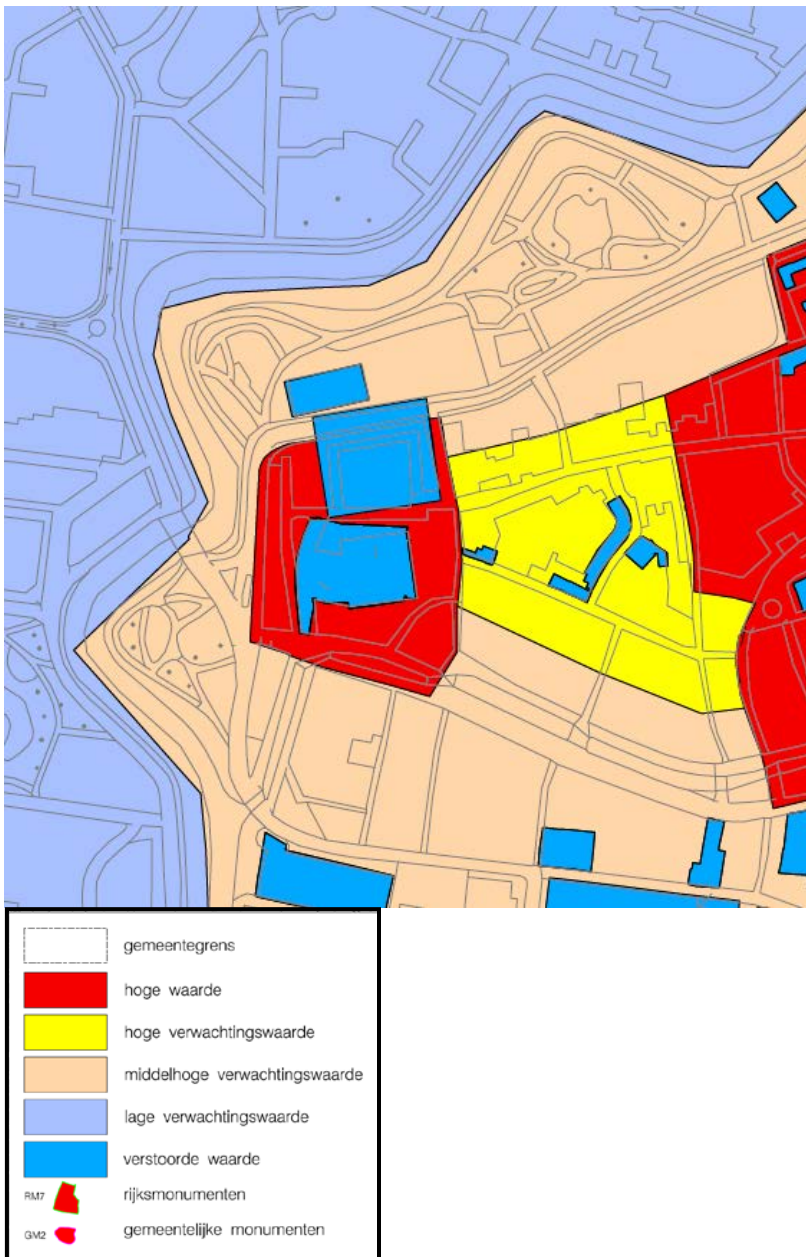 gemeentegrens
hoge waarde
hoge verwachtingswaarde
middelhoge verwachtingswaarde
lage verwachtingswaarde
verstoorde waarde
RM7 rijksmonumenten
GM2 gemeentelijke monumenten